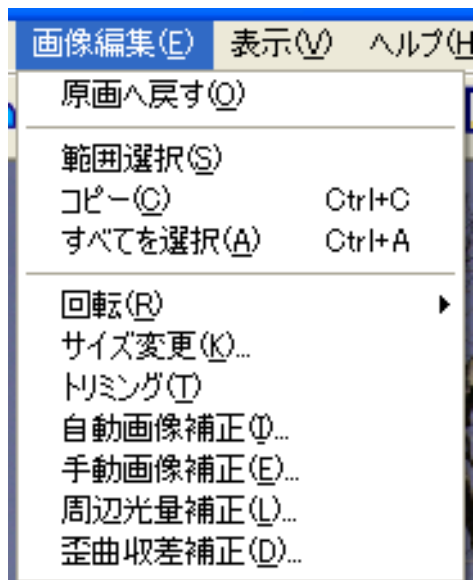 画像編集(E) 表示(V) ヘルプ(H
原画へ戻す(O)
範囲選択(S)
コピー(C) Ctrl+C
すべてを選択(A) Ctrl+A
回転(R)
サイズ変更(K)...
トリミング(T)
自動画像補正(I)...
手動画像補正(E)...
周辺光量補正(L)...
歪曲収差補正(D)...